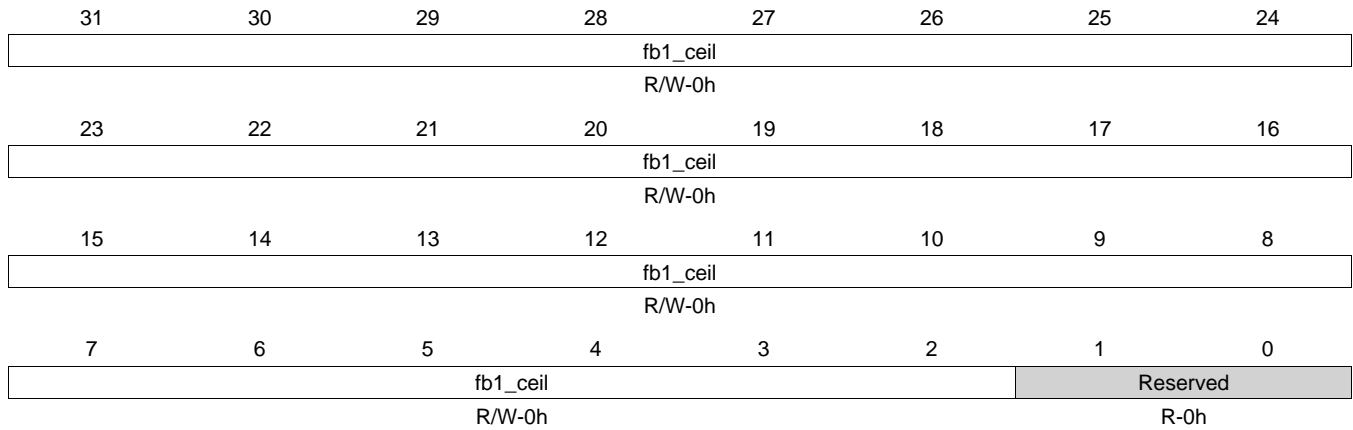 31 30 29 28 27 26 25 24
fb1_ceil
R/W-0h
23 22 21 20 19 18 17 16
fb1_ceil
R/W-0h
15 14 13 12 11 10 9 8
fb1_ceil
R/W-0h
7 6 5 4 3 2 1 0
fb1_ceil Reserved
R/W-0h R-0h